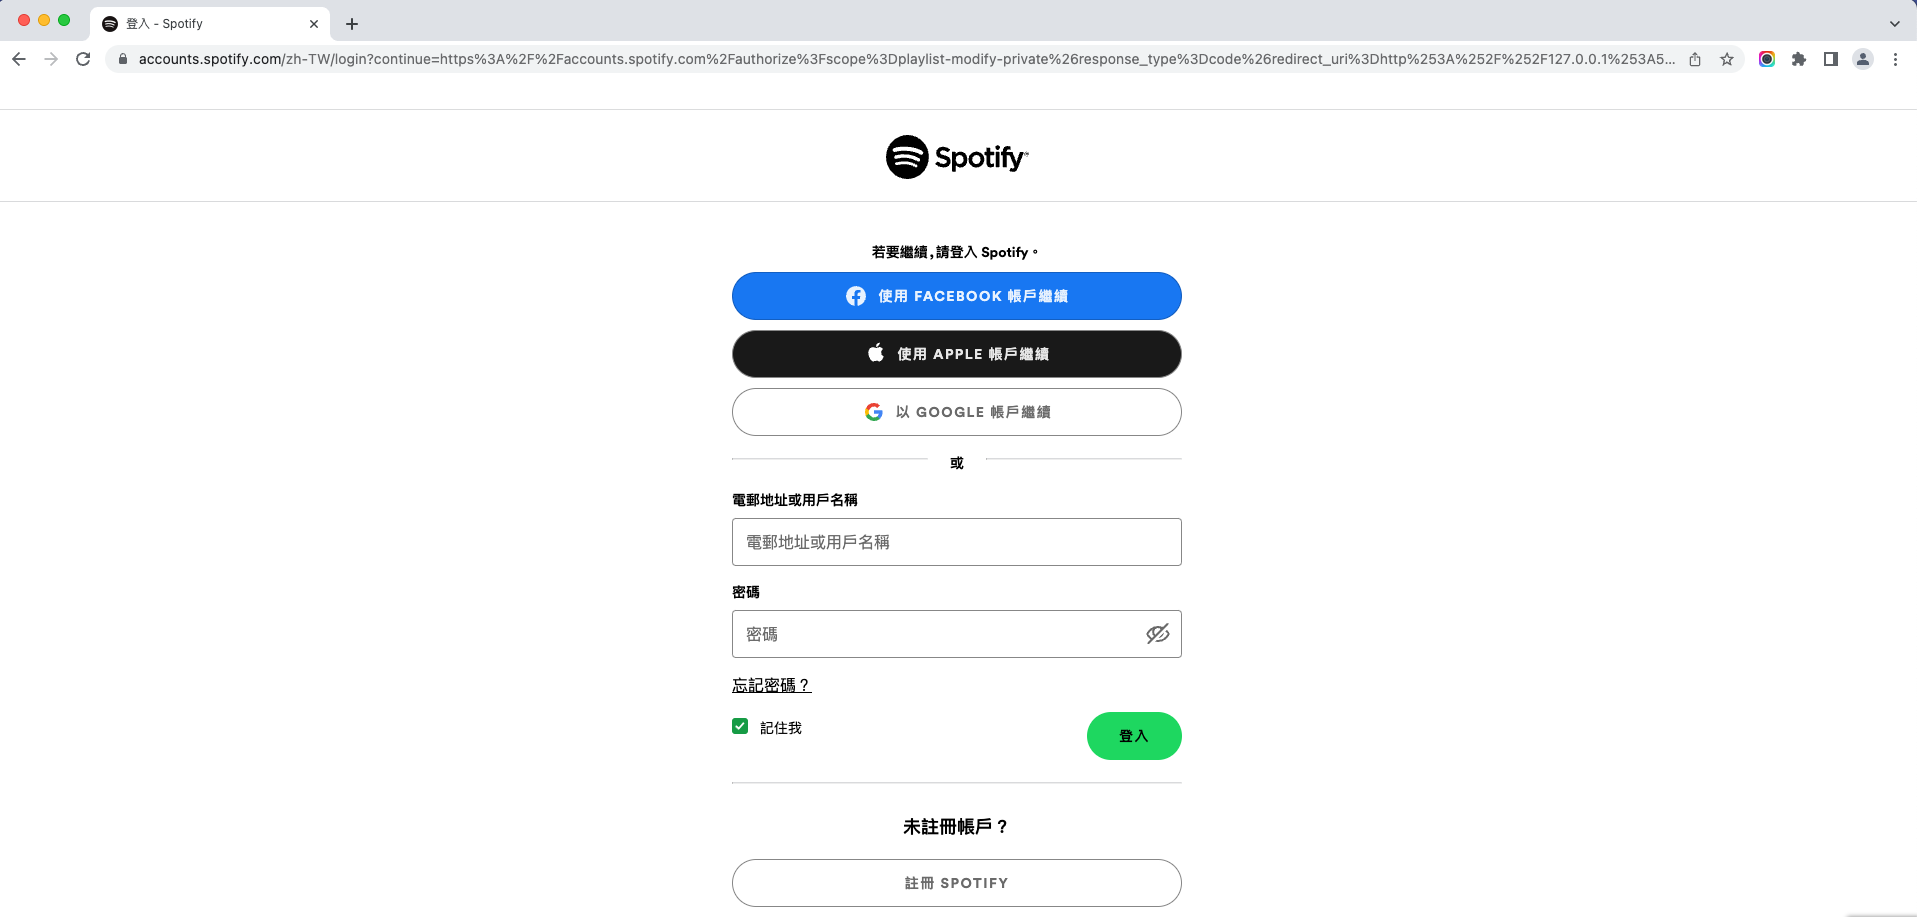 登入 - Spotify
accounts.spotify.com/zh-TW/login?continue=https%3A%2F%2Faccounts.spotify.com%2Fauthorize%3Fscope%3Dplaylist-modify-private%26response_type%3Dcode%26redirect_uri%3Dhttp%253A%252F%252F127.0.0.1%253A5...
Spotify
若要繼續,請登入 Spotify。
使用 FACEBOOK 帳戶繼續
使用 APPLE 帳戶繼續
以 GOOGLE 帳戶繼續
或
電郵地址或用戶名稱
電郵地址或用戶名稱
密碼
密碼
忘記密碼？
記住我
登入
未註冊帳戶？
註冊 SPOTIFY